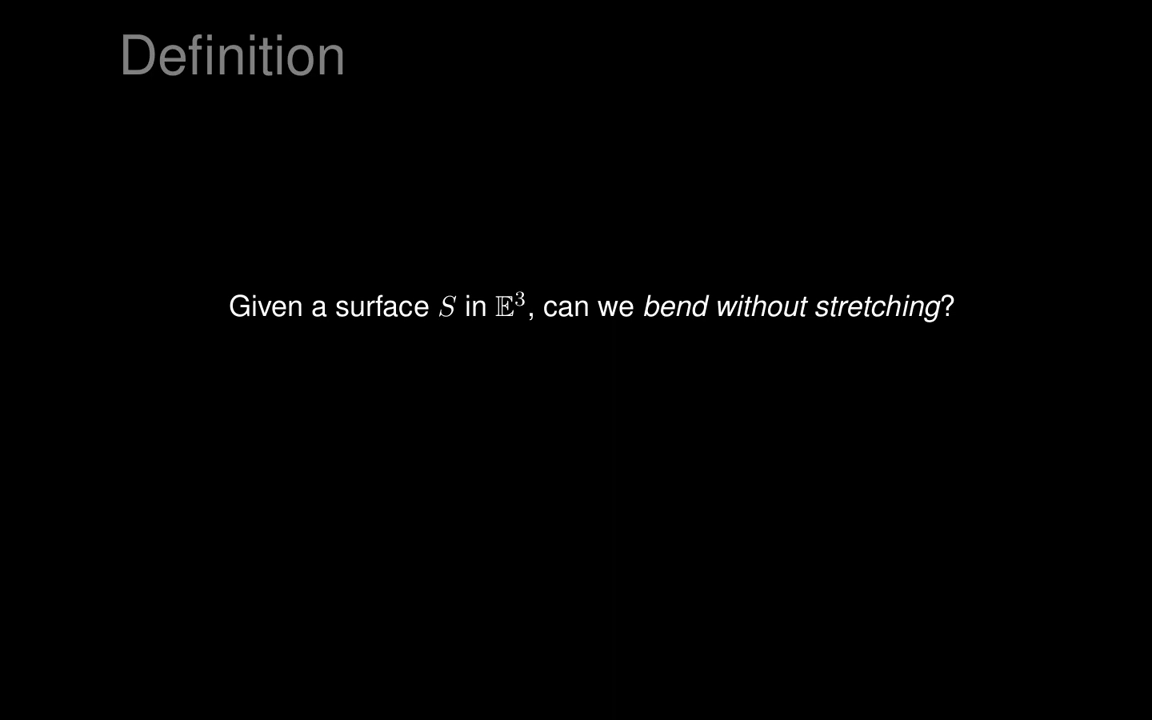 Definition
Given a surface S in 𝔼³, can we bend without stretching?